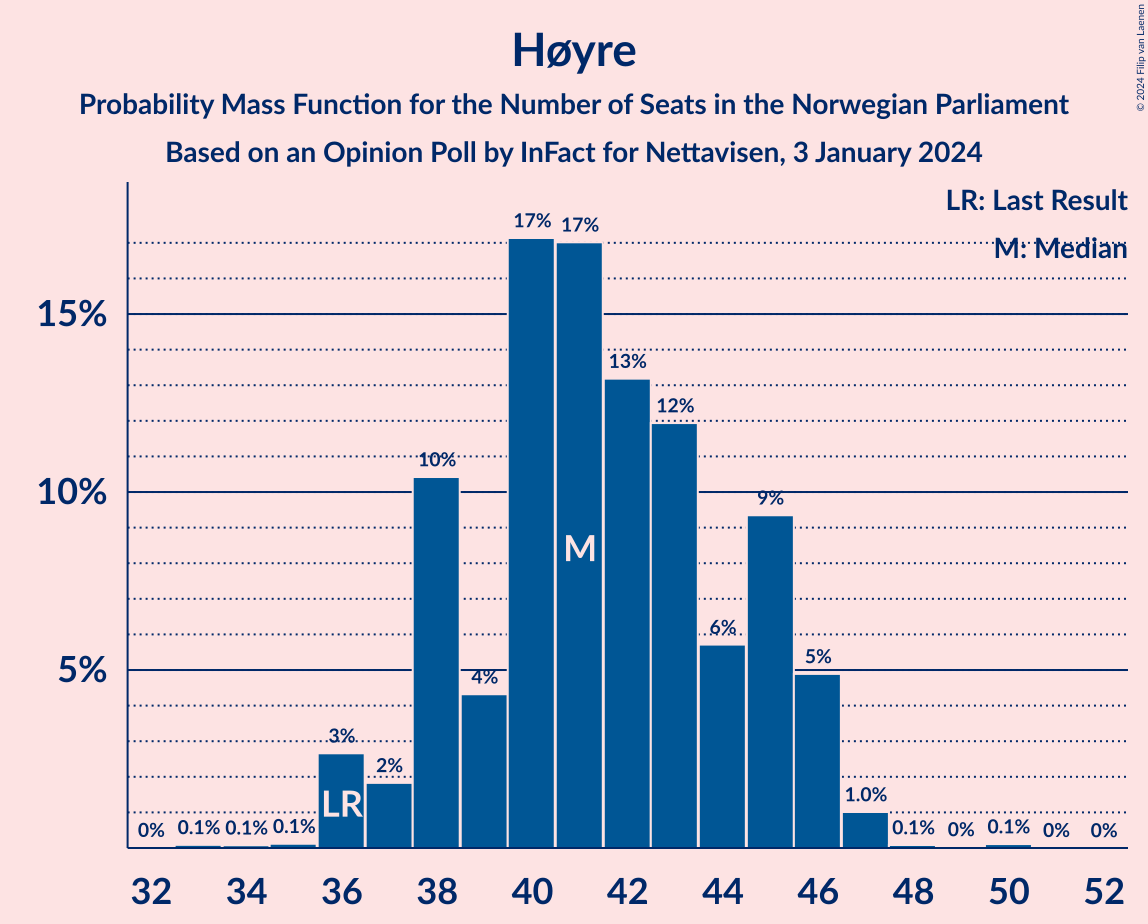 Høyre
Probability Mass Function for the Number of Seats in the Norwegian Parliament
Based on an Opinion Poll by InFact for Nettavisen, 3 January 2024
© 2024 Filip van Laenen
LR: Last Result
M: Median
15%
10%
5%
0%
0.1%
0.1%
0.1%
3%
2%
10%
4%
17%
17%
13%
12%
6%
9%
5%
1.0%
0.1%
0%
0.1%
0%
0%
LR
M
32 34 36 38 40 42 44 46 48 50 52